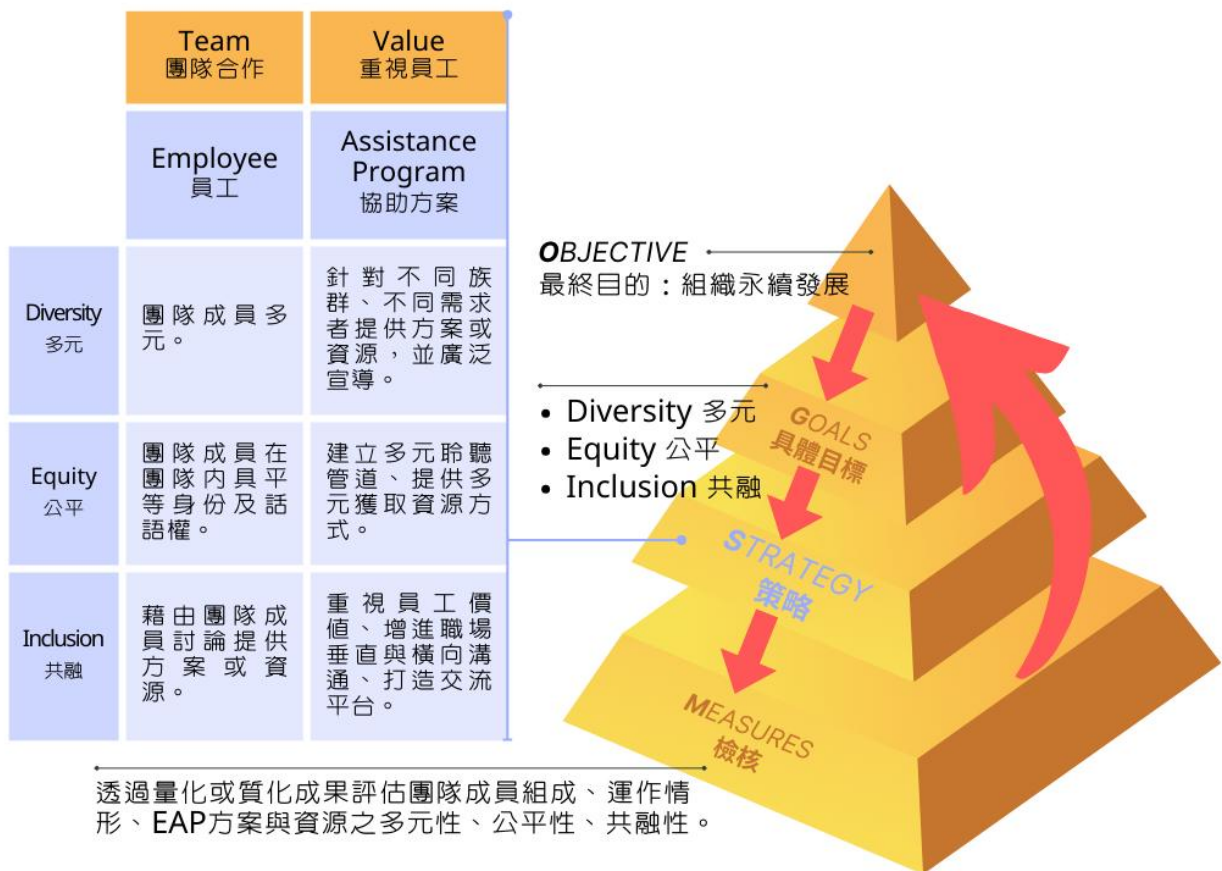 Team
團隊合作
Value
重視員工
Employee
員工
Assistance
Program
協助方案
Diversity
多元
團隊成員多
元。
針對不同族
群、不同需求
者提供方案或
資源，並廣泛
宣導。
Equity
公平
團隊成員在
團隊內具平
等身份及話
語權。
建立多元聆聽
管道、提供多
元獲取資源方
式。
Inclusion
共融
藉由團隊成
員討論提供
方案或資
源。
重視員工價
值、增進職場
垂直與橫向溝
通、打造交流
平台。
OBJECTIVE
最終目的：組織永續發展
• Diversity 多元
• Equity 公平
• Inclusion 共融
GOALS
具體目標
STRATEGY
策略
MEASURES
檢核
透過量化或質化成果評估團隊成員組成、運作情
形、EAP方案與資源之多元性、公平性、共融性。